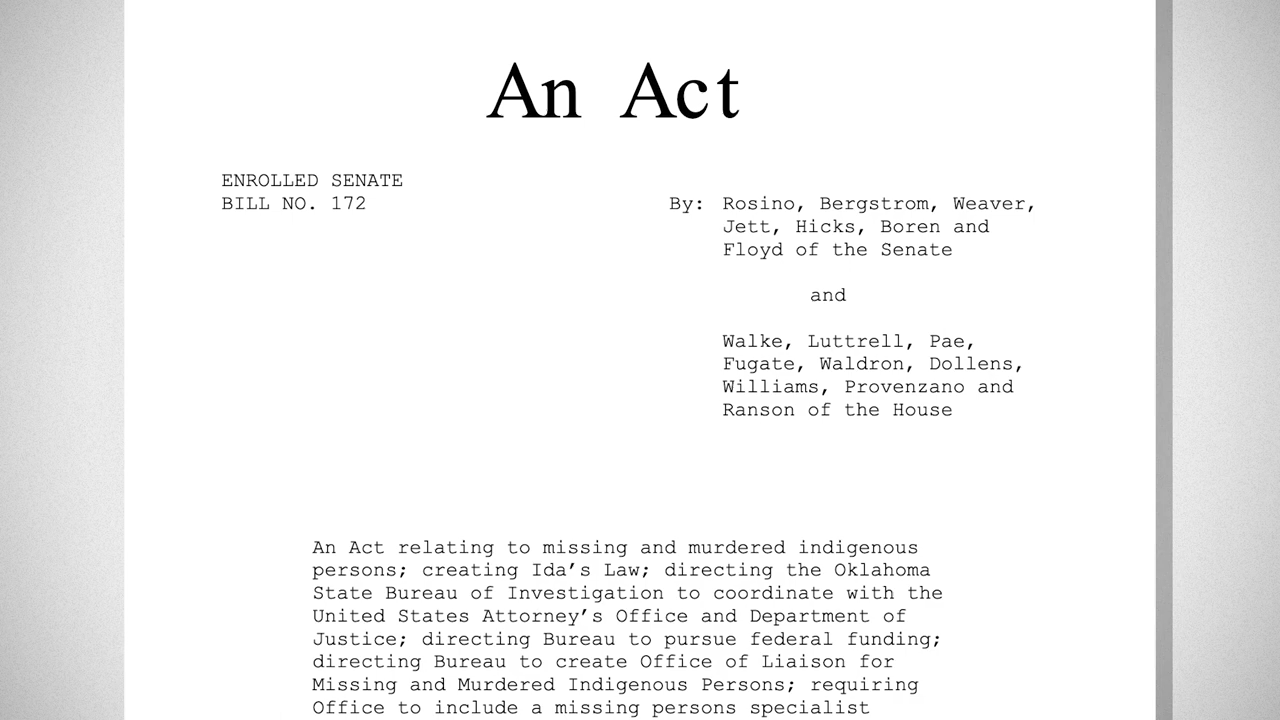 An Act
ENROLLED SENATE
BILL NO. 172
By: Rosino, Bergstrom, Weaver,
Jett, Hicks, Boren and
Floyd of the Senate
and
Walke, Luttrell, Pae,
Fugate, Waldron, Dollens,
Williams, Provenzano and
Ranson of the House
An Act relating to missing and murdered indigenous
persons; creating Ida’s Law; directing the Oklahoma
State Bureau of Investigation to coordinate with the
United States Attorney’s Office and Department of
Justice; directing Bureau to pursue federal funding;
directing Bureau to create Office of Liaison for
Missing and Murdered Indigenous Persons; requiring
Office to include a missing persons specialist